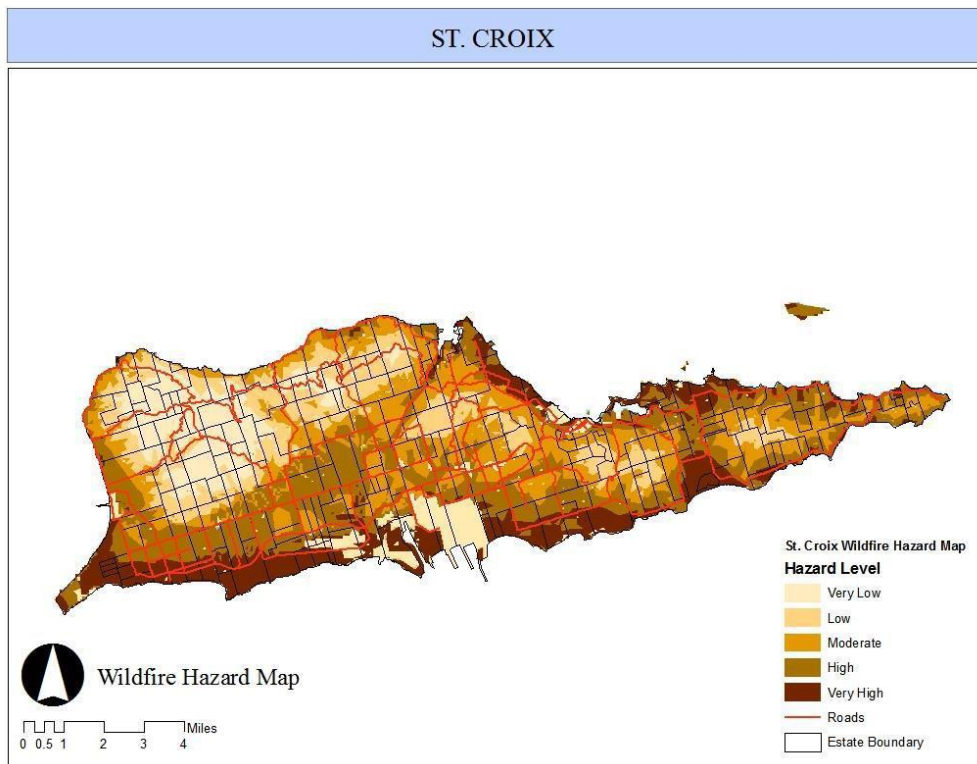 ST. CROIX
St. Croix Wildfire Hazard Map
Hazard Level
Very Low
Low
Moderate
High
Very High
Roads
Estate Boundary
Wildfire Hazard Map
Miles
0 0.5 1 2 3 4